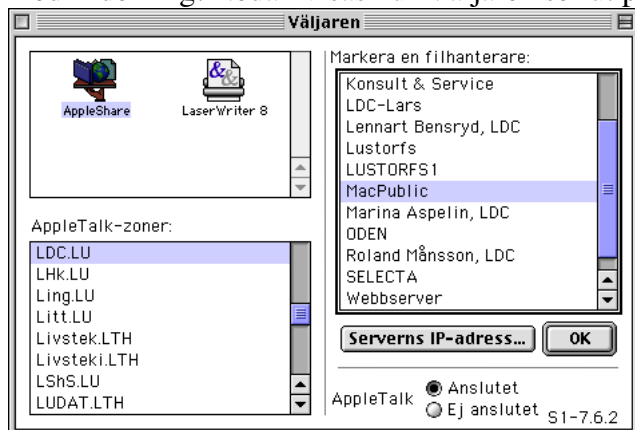 Väljaren
AppleShare
LaserWriter 8
AppleTalk-zoner:
LDC.LU
LHk.LU
Ling.LU
Litt.LU
Livstek.LTH
Livsteki.LTH
LShS.LU
LUDAT.LTH
Markera en filhanterare:
Konsult & Service
LDC-Lars
Lennart Bensryd, LDC
Lustorfs
LUSTORFS1
MacPublic
Marina Aspelin, LDC
ODEN
Roland Månsson, LDC
SELECTA
Webbserver
Serverns IP-adress...
OK
AppleTalk
Anslutet
Ej anslutet
S1-7.6.2